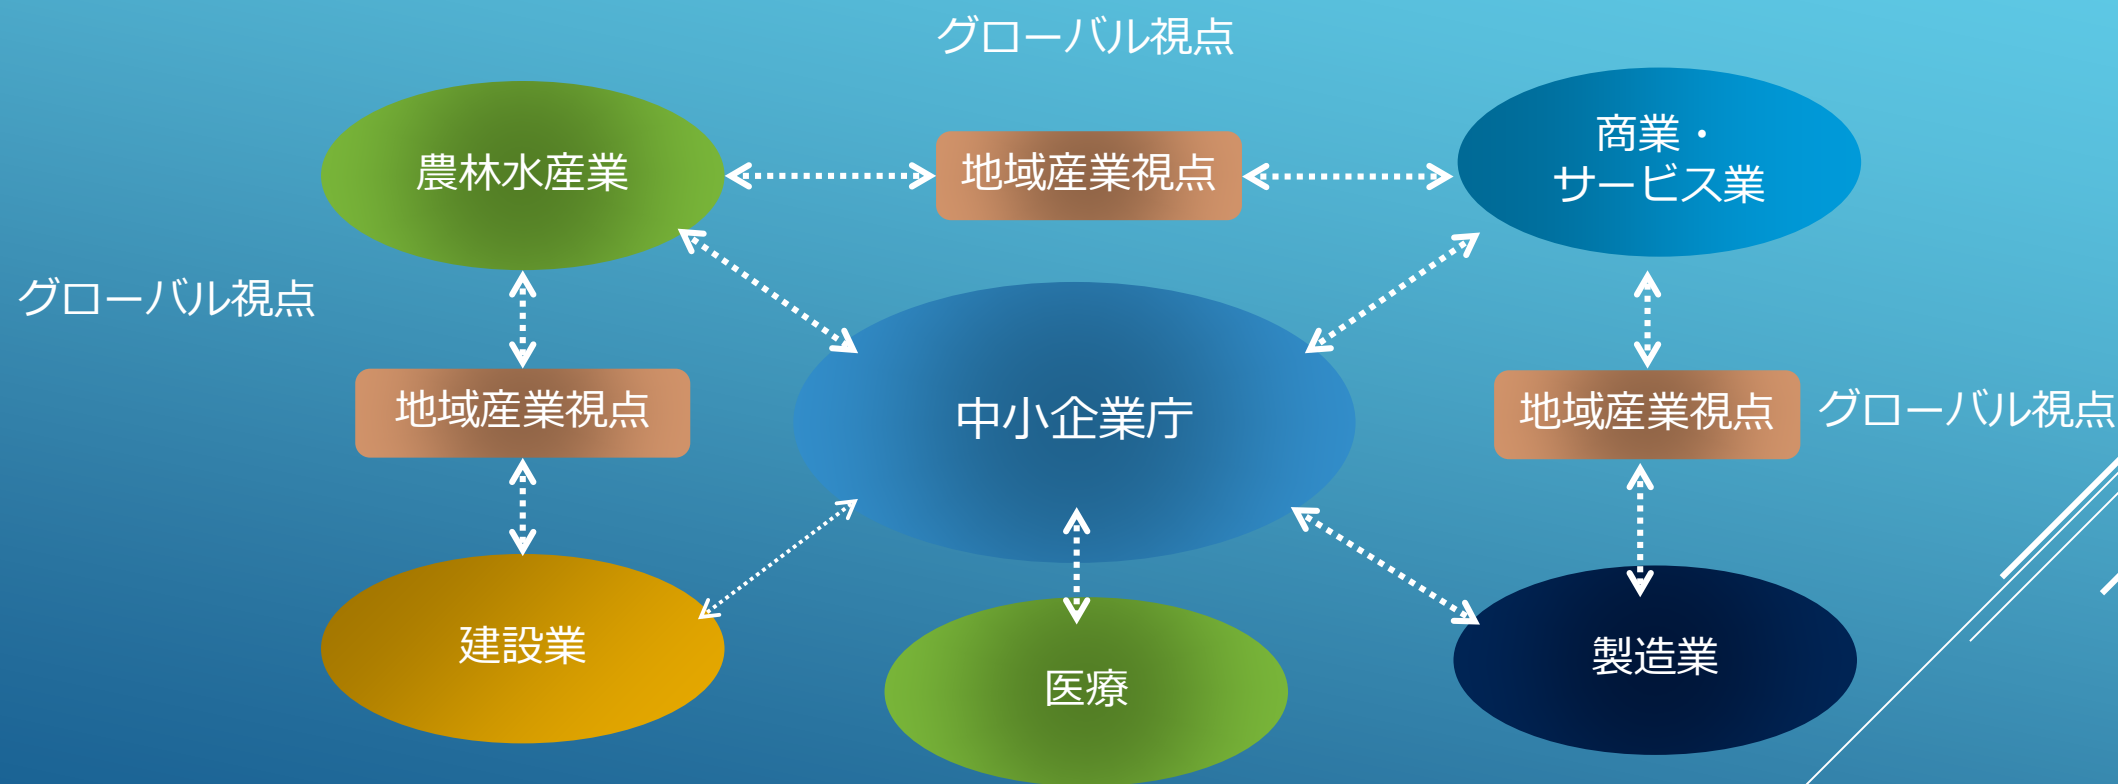 グローバル視点
農林水産業
地域産業視点
商業・
サービス業
グローバル視点
地域産業視点
中小企業庁
地域産業視点
グローバル視点
建設業
医療
製造業